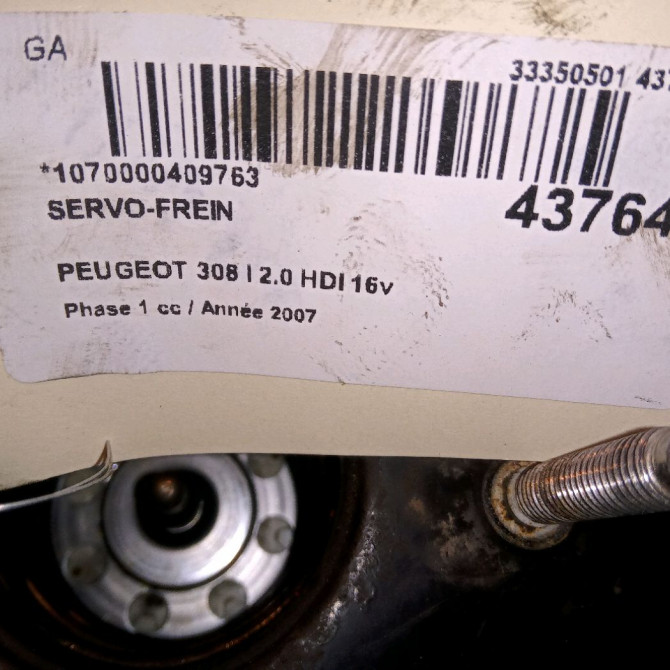 GA
33350501 437
*1070000409763
SERVO-FREIN
43764
PEUGEOT 308 I 2.0 HDI 16v
Phase 1 cc / Année 2007